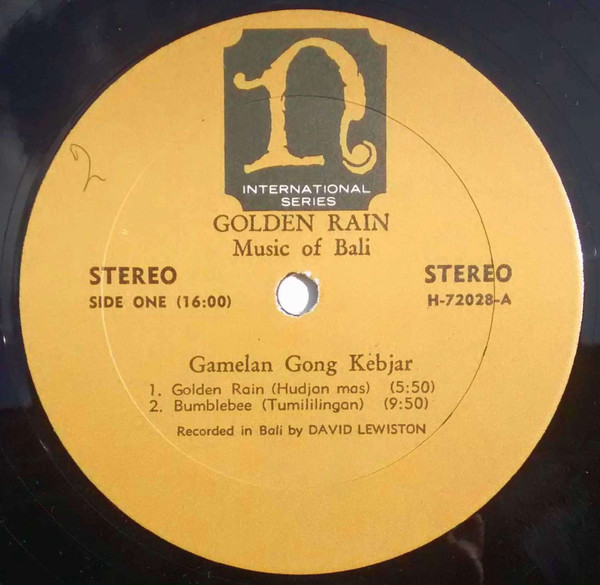 2
n
INTERNATIONAL
SERIES
GOLDEN RAIN
Music of Bali
STEREO
SIDE ONE (16:00)
STEREO
H-72028-A
Gamelan Gong Kebjar
1. Golden Rain (Hudjan mas) (5:50)
2. Bumblebee (Tumililingan) (9:50)
Recorded in Bali by DAVID LEWISTON